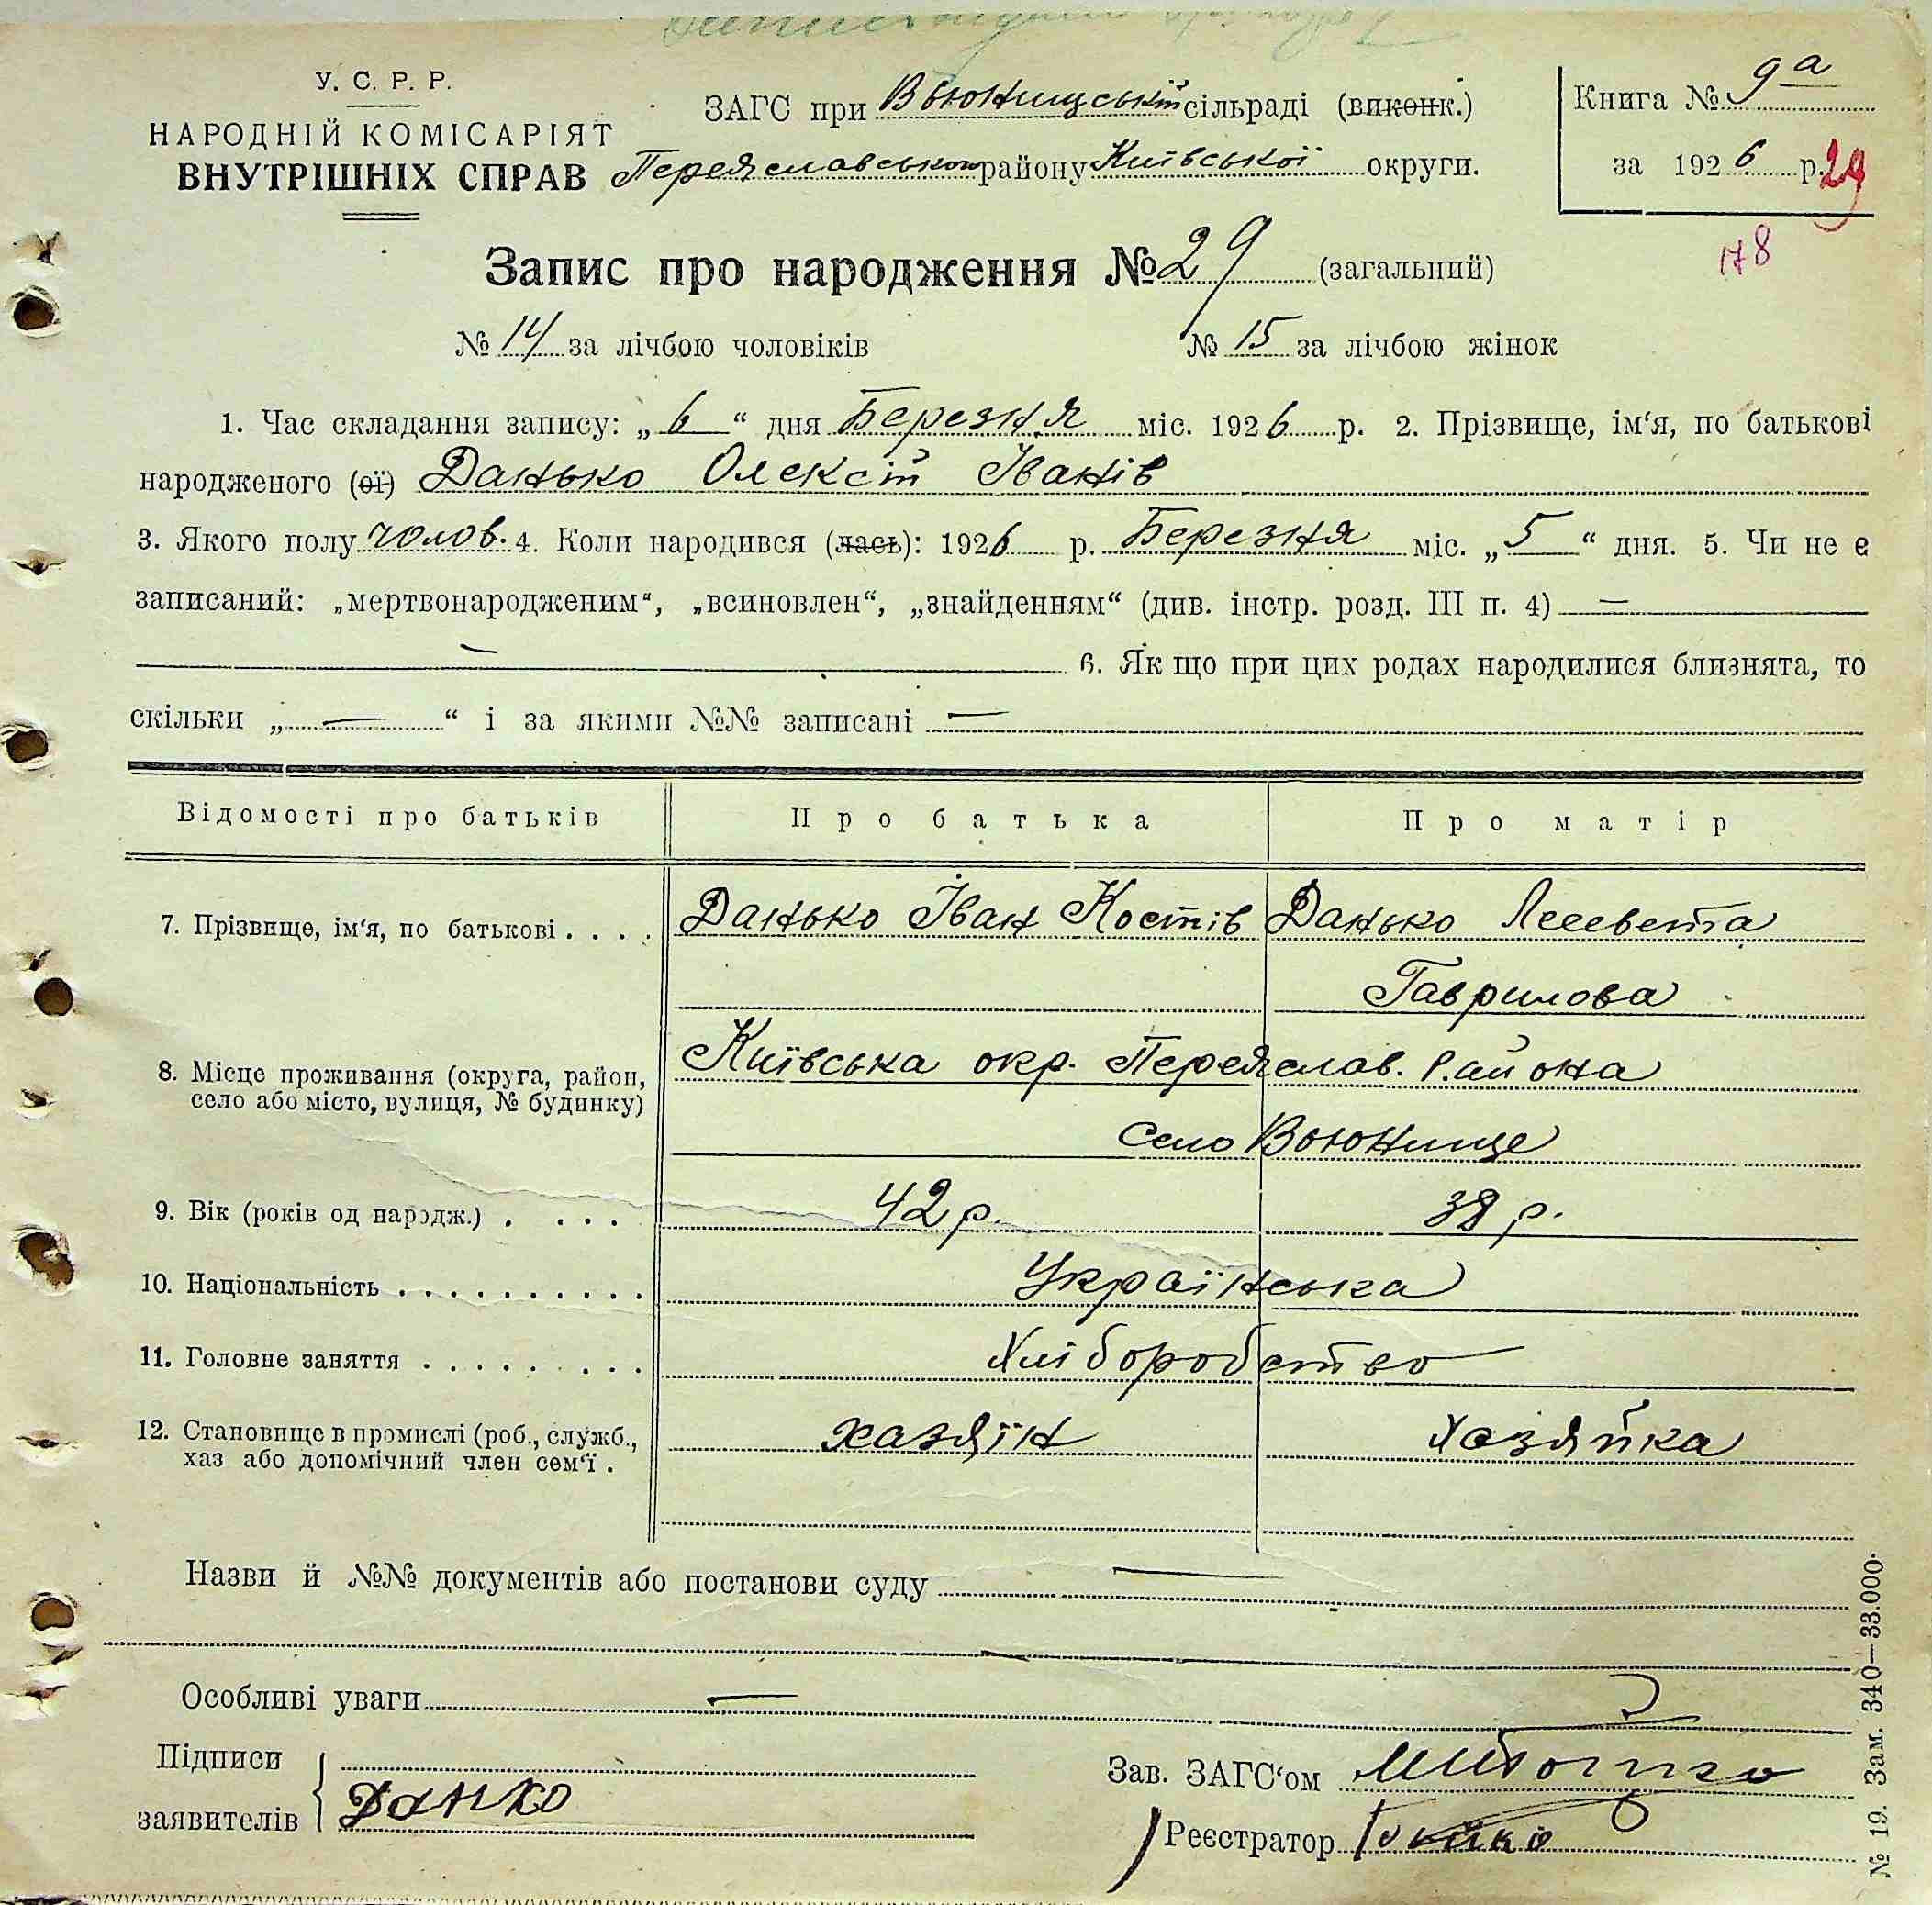 У. С. Р. Р.
НАРОДНІЙ КОМІСАРІЯТ
ВНУТРІШНІХ СПРАВ
ЗАГС при Вьюнищській сільраді (виконк.)
Переяславського району Київської округи.
Книга № 9а
за 1926 р. 29
178
Запис про народження № 29 (загальний)
№ 14 за лічбою чоловіків № 15 за лічбою жінок
1. Час складання запису: „6“ дня Березня міс. 1926 р. 2. Прізвище, ім‘я, по батькові
народженого (ої) Данько Олексій Іванів
3. Якого полу чолов. 4. Коли народився (лась): 1926 р. Березня міс. „5“ дня. 5. Чи не є
записаний: „мертвонародженим“, „всиновлен“, „знайденням“ (див. інстр. розд. III п. 4) —
— 6. Як що при цих родах народилися близнята, то
скільки „—“ і за якими №№ записані —
Відомості про батьків Про батька Про матір
7. Прізвище, ім‘я, по батькові . . . . Данько Іван Костів Данько Лесевета
Гаврилова
8. Місце проживання (округа, район, Київська окр. Переяслав. Района
село або місто, вулиця, № будинку)
село Вюнище
9. Вік (років од народж.) . . . . 42 р. 38 р.
10. Національність . . . . . . . . . . Українська
11. Головне заняття . . . . . . . . . Хліборобство
12. Становище в промислі (роб., служб., хазяїн Хазяйка
хаз або допомічний член сем‘ї .
Назви й №№ документів або постанови суду —
—
Особливі уваги —
Підписи
заявителів Данко
Зав. ЗАГС‘ом
Реєстратор
№ 19. Зам. 340—33.000.